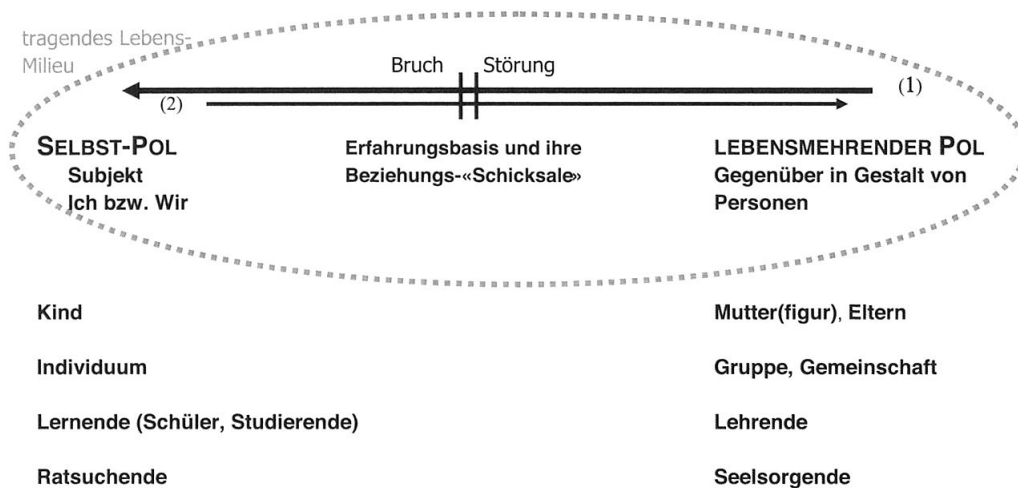 tragendes Lebens-
Milieu
Bruch Störung
(1)
(2)
SELBST-POL
Subjekt
Ich bzw. Wir
Erfahrungsbasis und ihre
Beziehungs-«Schicksale»
LEBENSMEHRENDER POL
Gegenüber in Gestalt von
Personen
Kind Mutter(figur), Eltern
Individuum Gruppe, Gemeinschaft
Lernende (Schüler, Studierende) Lehrende
Ratsuchende Seelsorgende